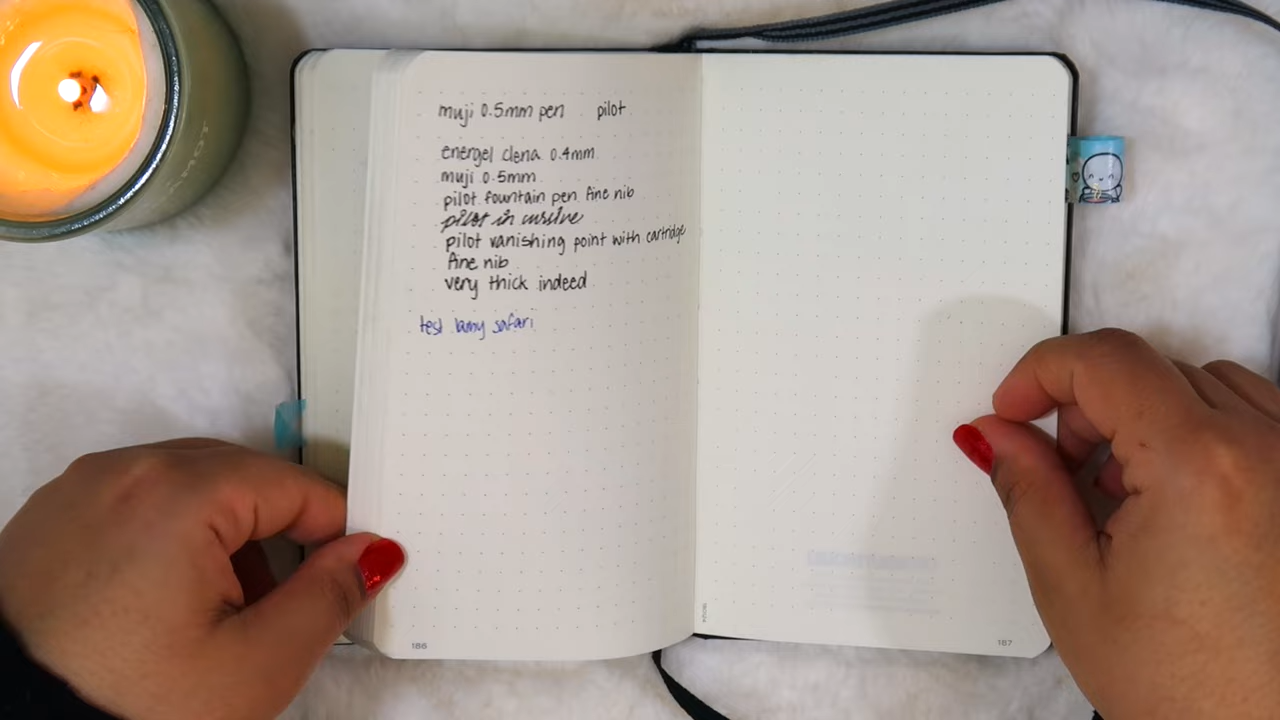 muji 0.5mm pen pilot
energel clena 0.4mm
muji 0.5mm
pilot fountain pen fine nib
pilot in cursive
pilot vanishing point with cartridge
fine nib
very thick indeed
test lamy safari
186
187